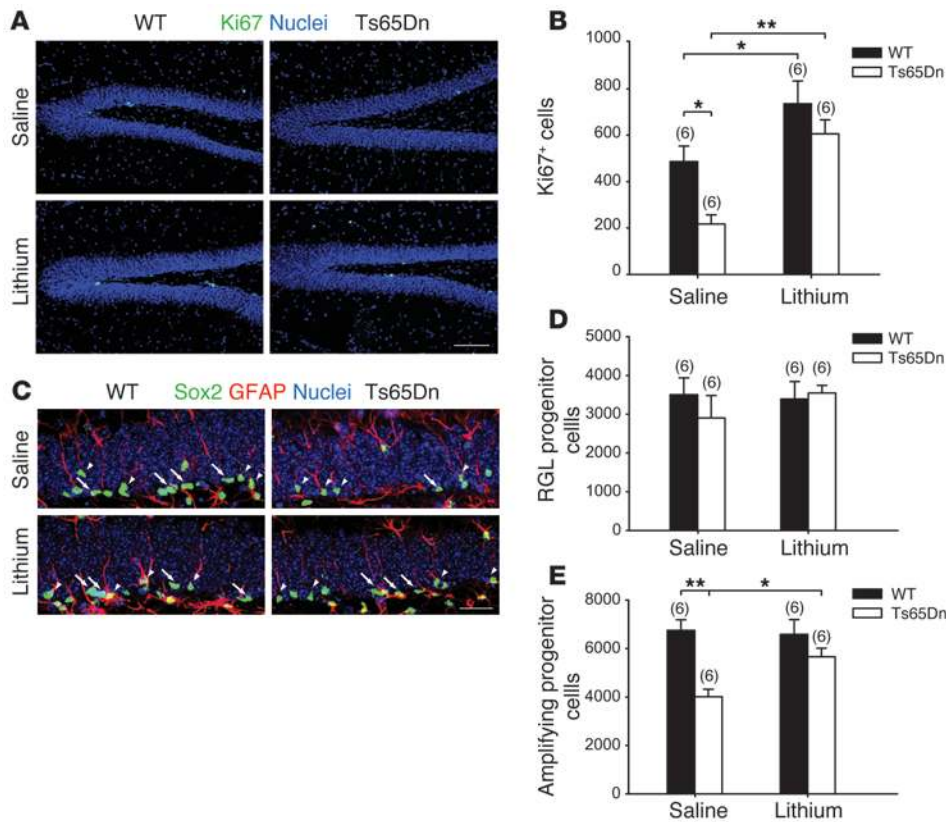 A
WT Ki67 Nuclei Ts65Dn
Saline
Lithium
B
Ki67+ cells
1000
800
600
400
200
0
**
*
*
(6)
(6)
(6)
(6)
WT
Ts65Dn
Saline Lithium
C
WT Sox2 GFAP Nuclei Ts65Dn
Saline
Lithium
D
RGL progenitor
cellls
5000
4000
3000
2000
1000
0
(6)
(6)
(6)
(6)
WT
Ts65Dn
Saline Lithium
E
Amplifying progenitor
cellls
8000
6000
4000
2000
0
**
*
(6)
(6)
(6)
(6)
WT
Ts65Dn
Saline Lithium